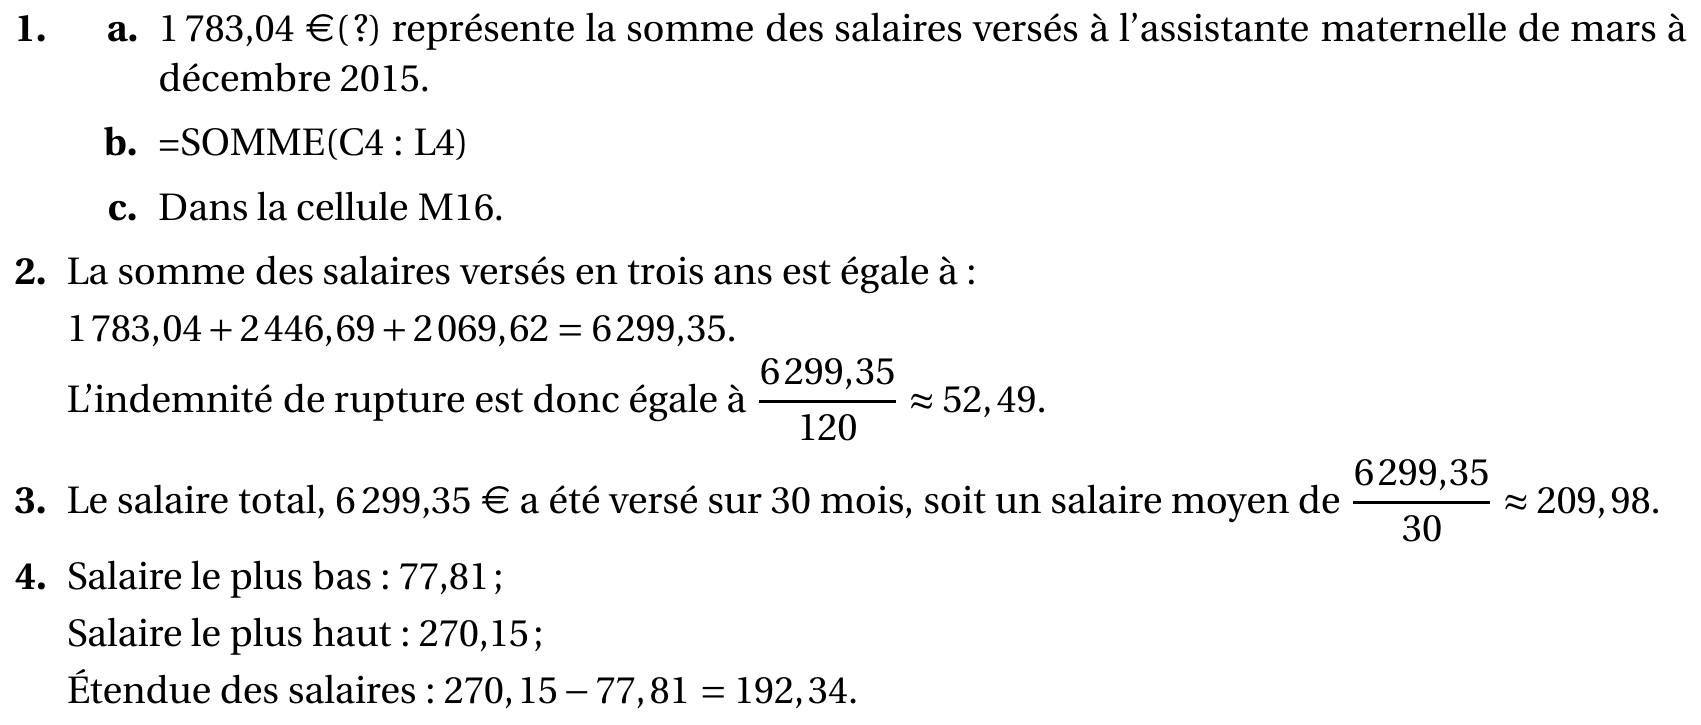 1. a. 1 783,04 €(?) représente la somme des salaires versés à l'assistante maternelle de mars à
décembre 2015.
b. =SOMME(C4 : L4)
c. Dans la cellule M16.
2. La somme des salaires versés en trois ans est égale à :
1 783,04 + 2 446,69 + 2 069,62 = 6 299,35.
L'indemnité de rupture est donc égale à 6 299,35 / 120 ≈ 52,49.
3. Le salaire total, 6 299,35 € a été versé sur 30 mois, soit un salaire moyen de 6 299,35 / 30 ≈ 209,98.
4. Salaire le plus bas : 77,81 ;
Salaire le plus haut : 270,15 ;
Étendue des salaires : 270,15 − 77,81 = 192,34.